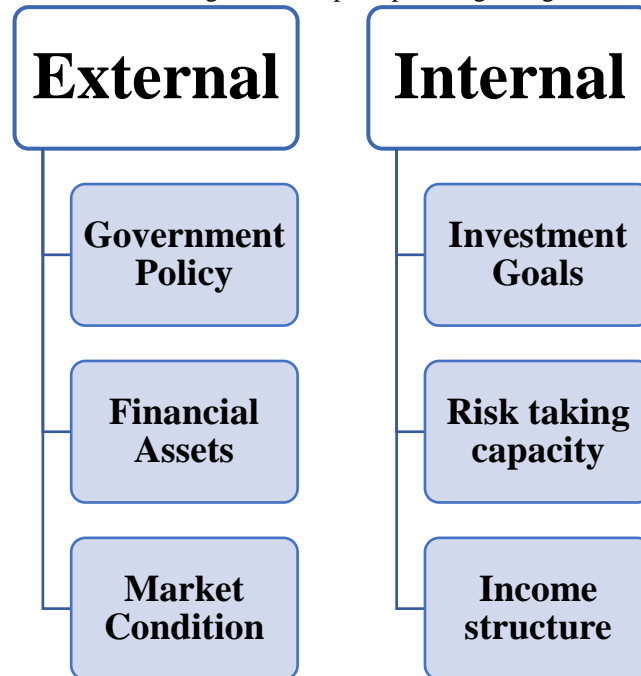 External
Government
Policy
Financial
Assets
Market
Condition
Internal
Investment
Goals
Risk taking
capacity
Income
structure